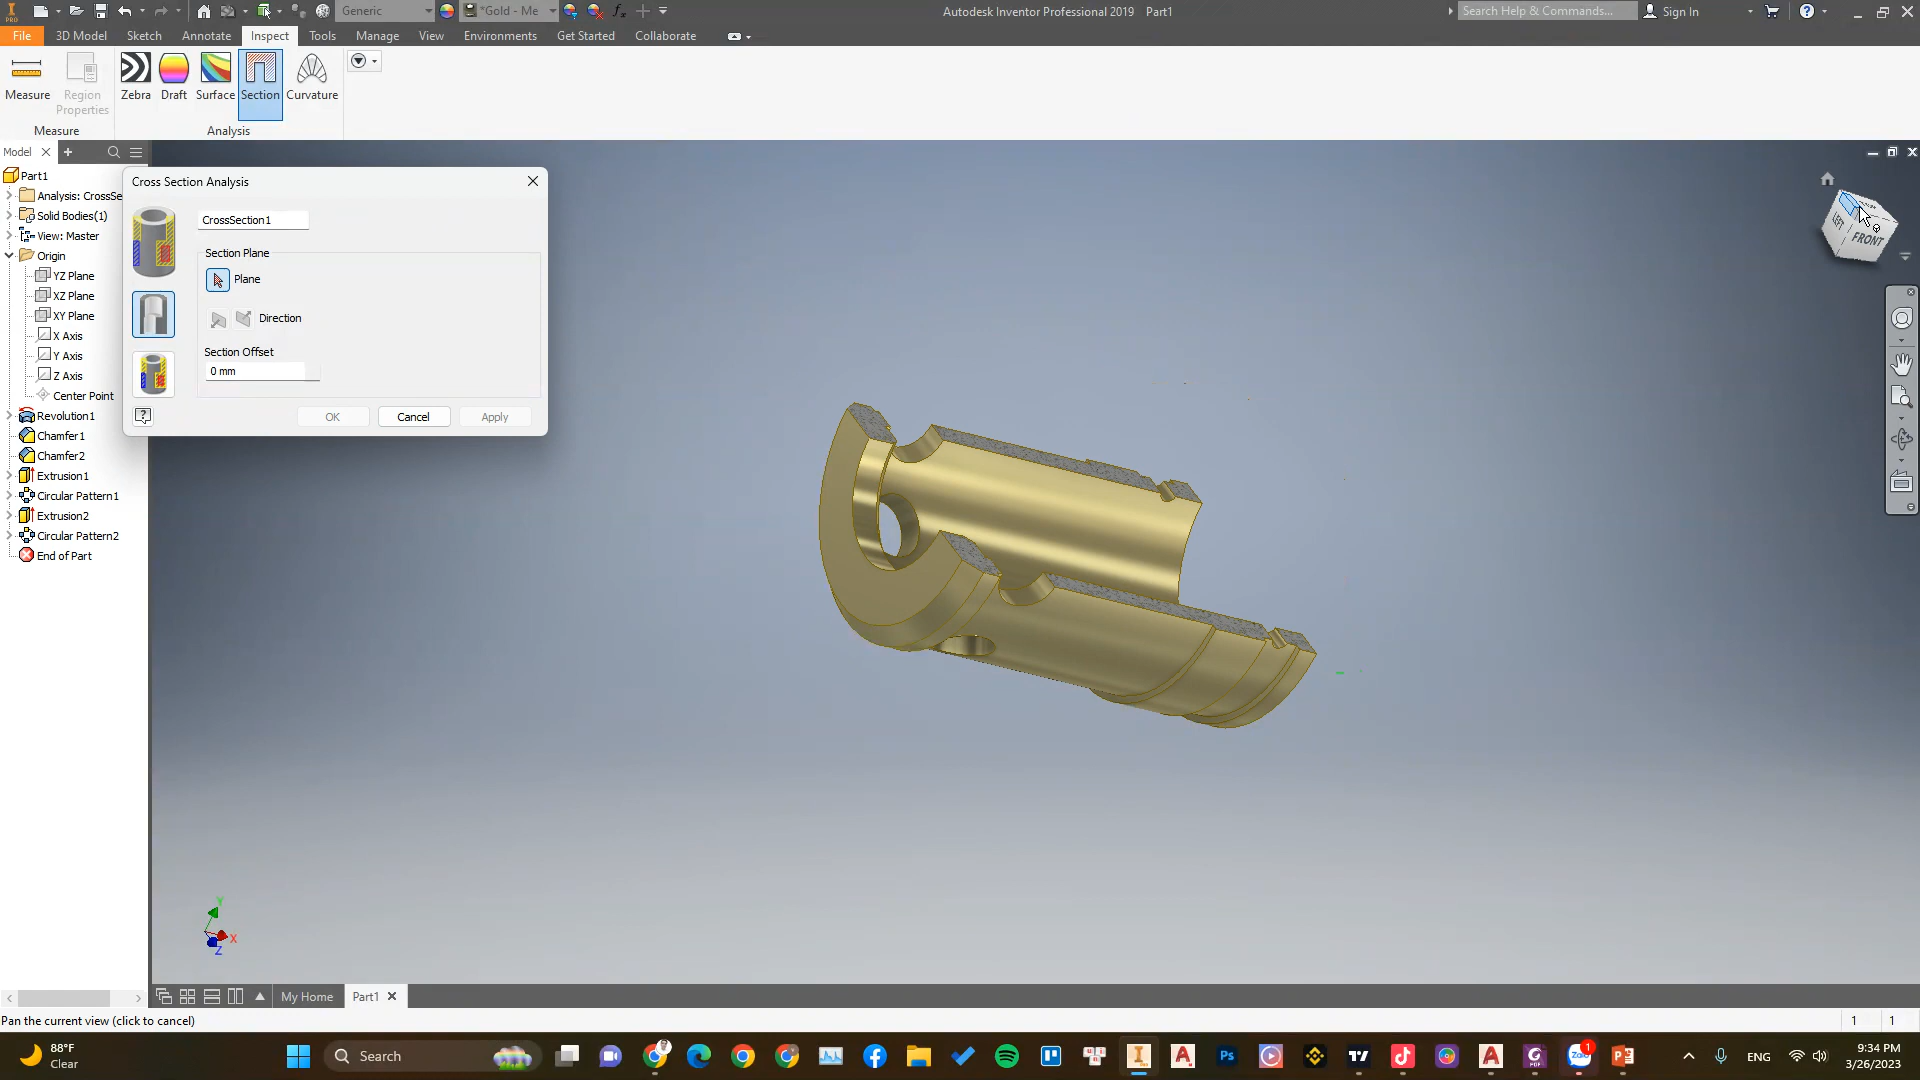 PRO
Generic
*Gold - Me
Autodesk Inventor Professional 2019 Part1
Search Help & Commands...
Sign In
File
3D Model
Sketch
Annotate
Inspect
Tools
Manage
View
Environments
Get Started
Collaborate
Measure
Region
Properties
Zebra
Draft
Surface
Section
Curvature
Measure
Analysis
Model
Part1
Analysis: CrossSe
Solid Bodies(1)
View: Master
Origin
YZ Plane
XZ Plane
XY Plane
X Axis
Y Axis
Z Axis
Center Point
Revolution1
Chamfer1
Chamfer2
Extrusion1
Circular Pattern1
Extrusion2
Circular Pattern2
End of Part
Cross Section Analysis
CrossSection1
Section Plane
Plane
Direction
Section Offset
0 mm
OK
Cancel
Apply
LEFT
FRONT
Y
X
Z
My Home
Part1
Pan the current view (click to cancel)
1
1
88°F
Clear
Search
ENG
9:34 PM
3/26/2023